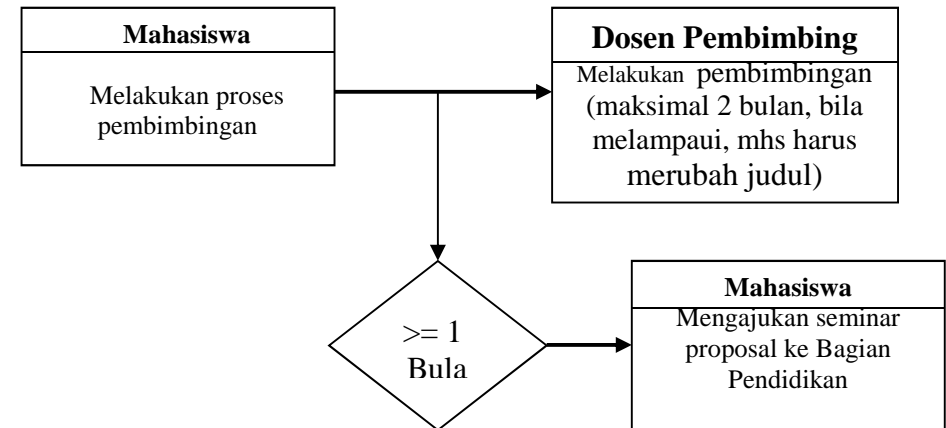 Mahasiswa
Melakukan proses
pembimbingan
Dosen Pembimbing
Melakukan pembimbingan
(maksimal 2 bulan, bila
melampaui, mhs harus
merubah judul)
>= 1
Bula
Mahasiswa
Mengajukan seminar
proposal ke Bagian
Pendidikan